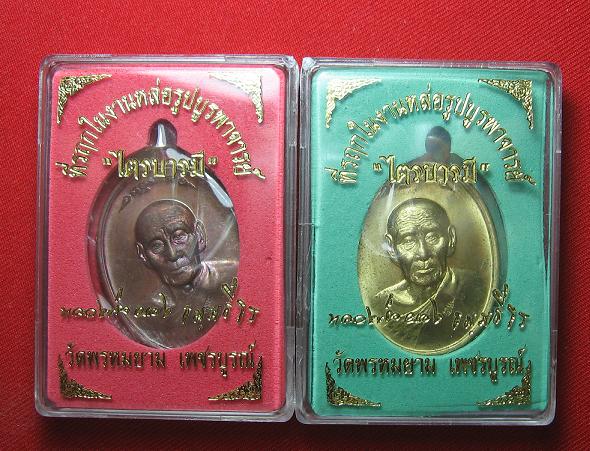 ที่ระฤกในงานหล่อรูปบูรพาจารย์
"ไตรบารมี"
วัดพรหมยาม เพชรบูรณ์
ที่ระฤกในงานหล่อรูปบูรพาจารย์
"ไตรบารมี"
วัดพรหมยาม เพชรบูรณ์